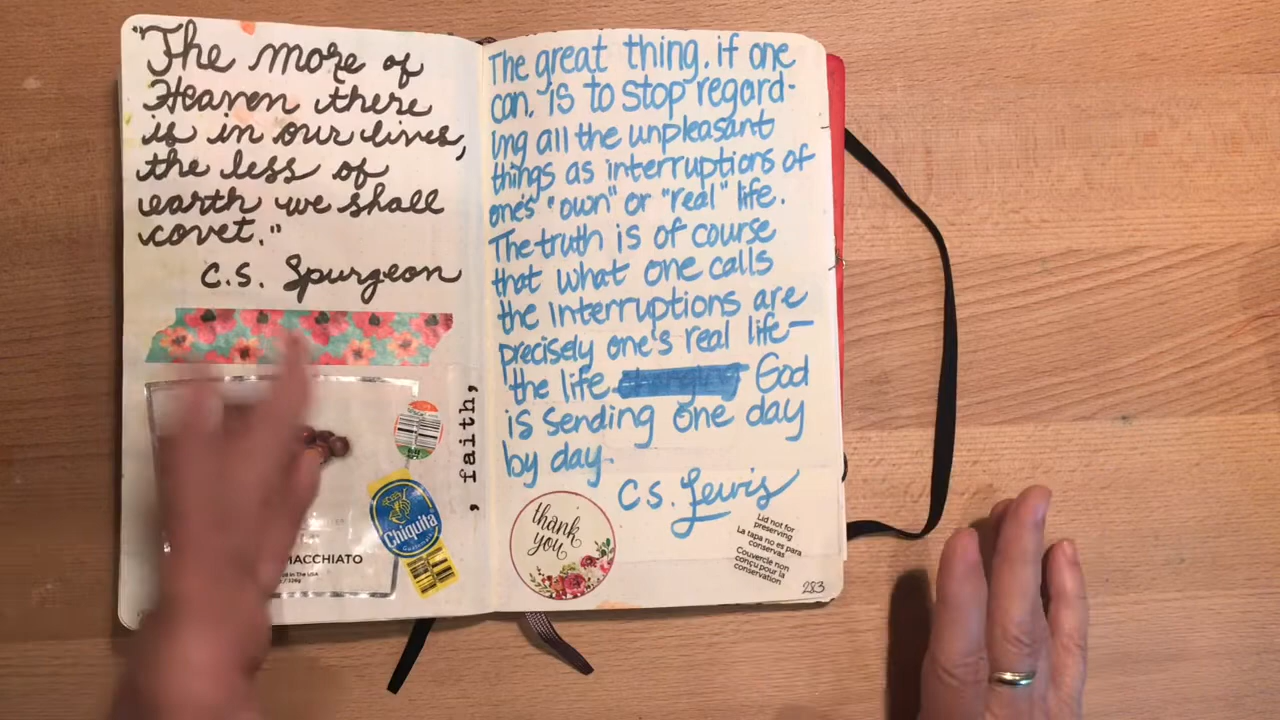 "The more of
Heaven there
is in our lives,
the less of
earth we shall
covet."
C.S. Spurgeon
MACCHIATO
Chiquita
, faith,
The great thing, if one
can, is to stop regard-
ing all the unpleasant
things as interruptions of
one's "own" or "real" life.
The truth is of course
that what one calls
the interruptions are
precisely one's real life—
the life God
is sending one day
by day.
C.S. Lewis
thank
you
Lid not for
preserving
La tapa no es para
conservas
Couvercle non
conçu pour la
conservation
283